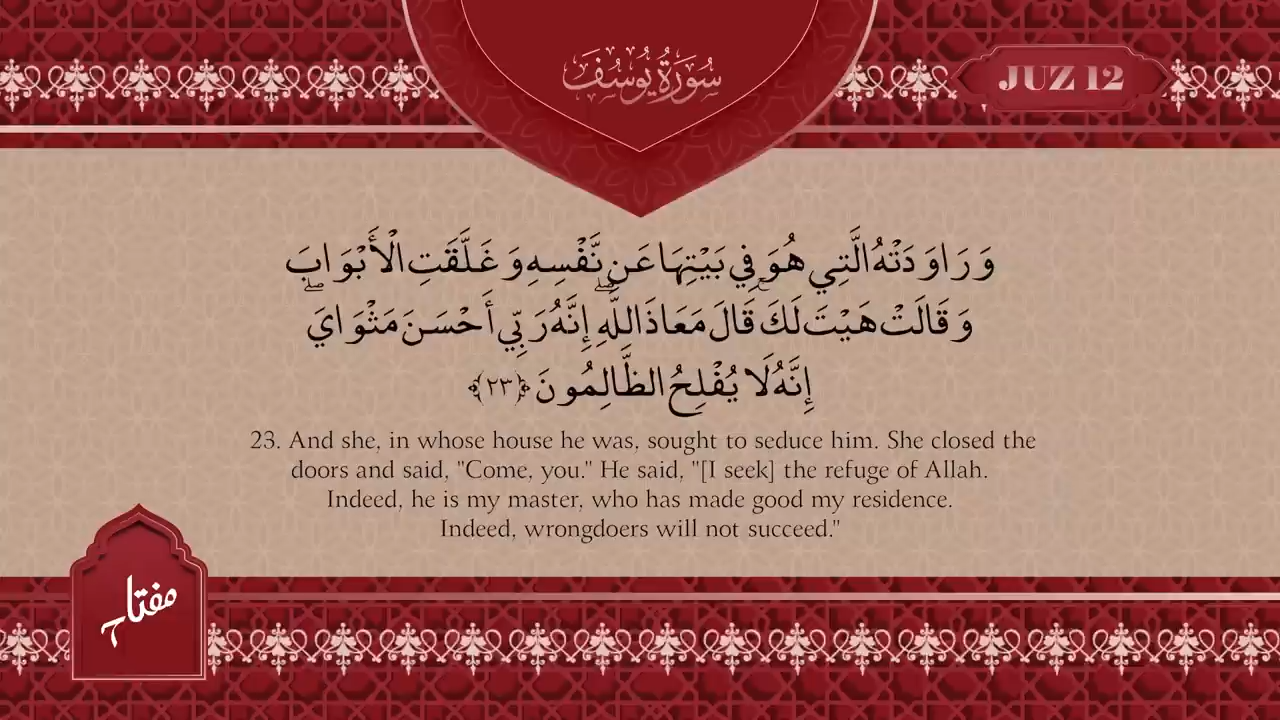 سُورَةُ يُوسُفَ
JUZ 12
وَرَاوَدَتْهُ الَّتِي هُوَ فِي بَيْتِهَا عَن نَّفْسِهِ وَغَلَّقَتِ الْأَبْوَابَ
وَقَالَتْ هَيْتَ لَكَ ۚ قَالَ مَعَاذَ اللَّهِ ۖ إِنَّهُ رَبِّي أَحْسَنَ مَثْوَايَ ۖ
إِنَّهُ لَا يُفْلِحُ الظَّالِمُونَ ﴿٢٣﴾
23. And she, in whose house he was, sought to seduce him. She closed the
doors and said, "Come, you." He said, "[I seek] the refuge of Allah.
Indeed, he is my master, who has made good my residence.
Indeed, wrongdoers will not succeed."
مفتاح